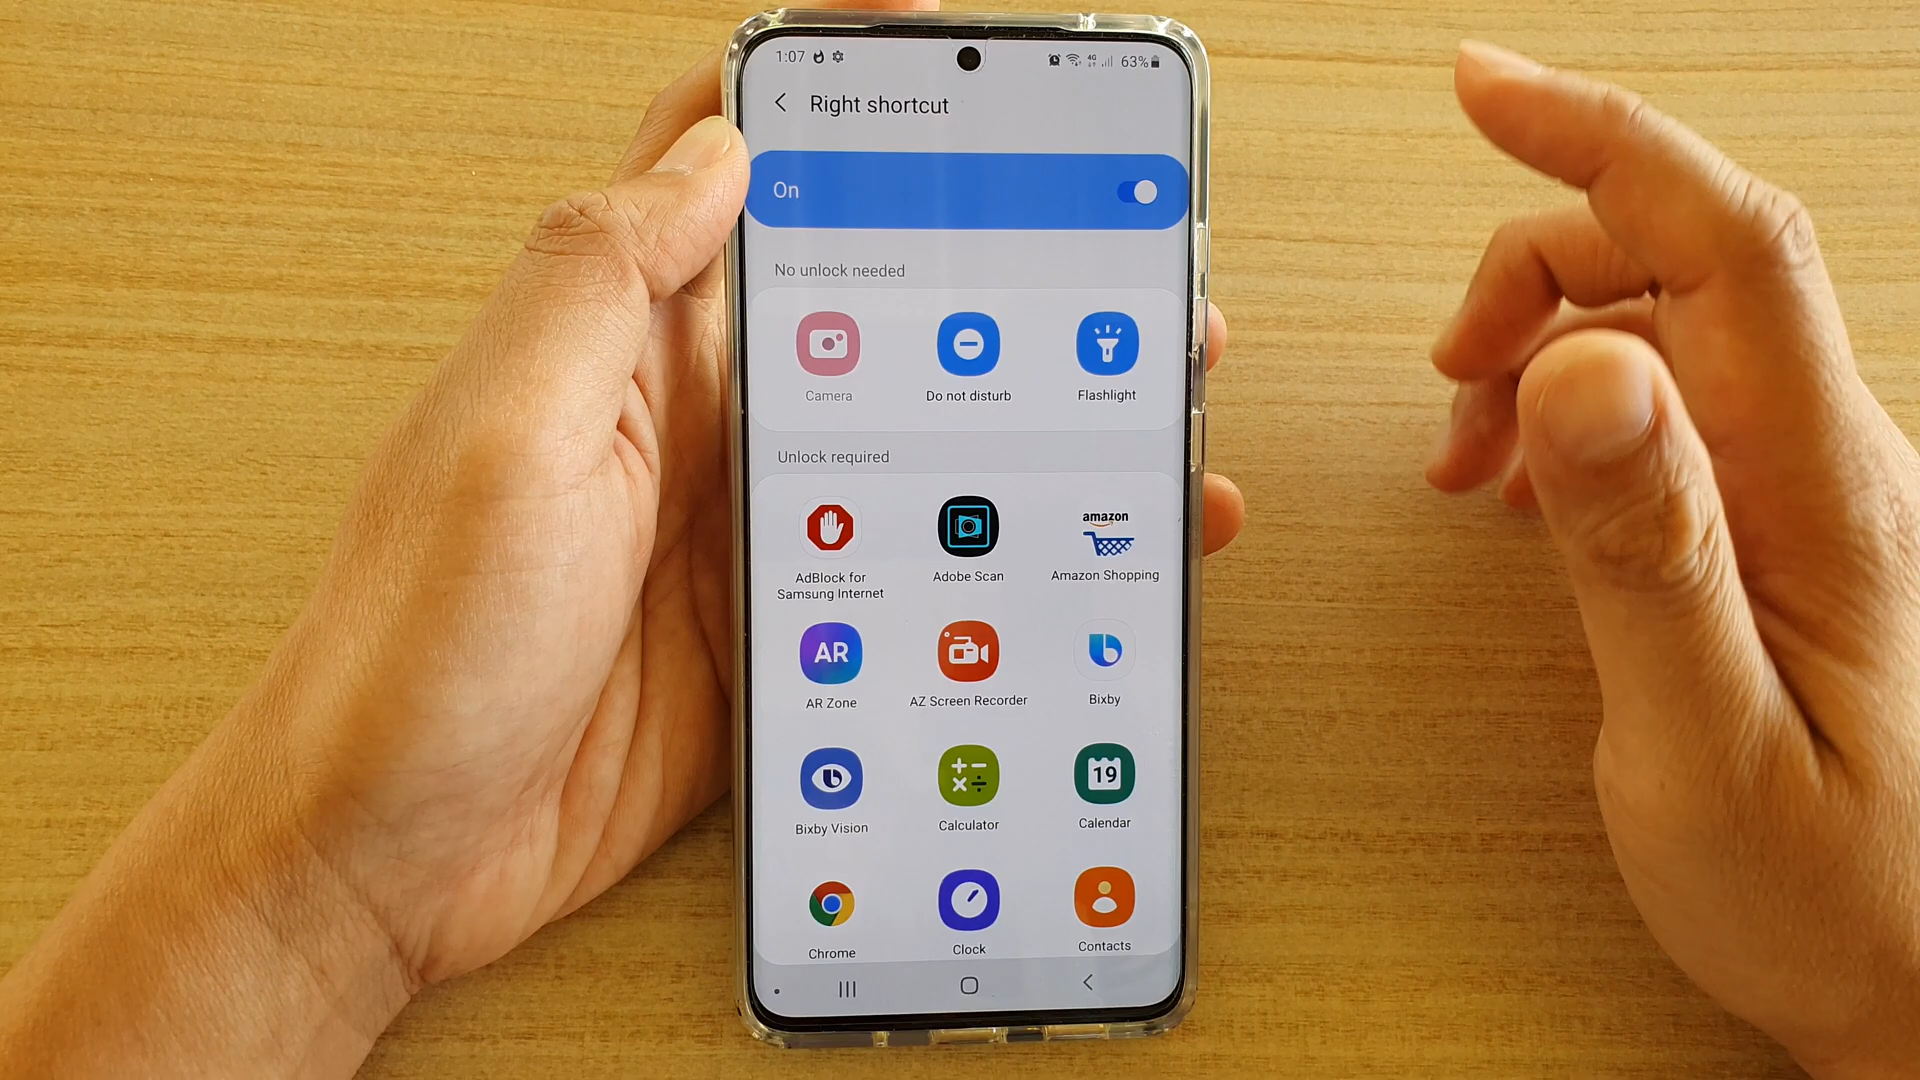 1:07 4G 63%
Right shortcut
On
No unlock needed
Camera Do not disturb Flashlight
Unlock required
amazon
AdBlock for Samsung Internet Adobe Scan Amazon Shopping
AR
AR Zone AZ Screen Recorder Bixby
19
Bixby Vision Calculator Calendar
Chrome Clock Contacts